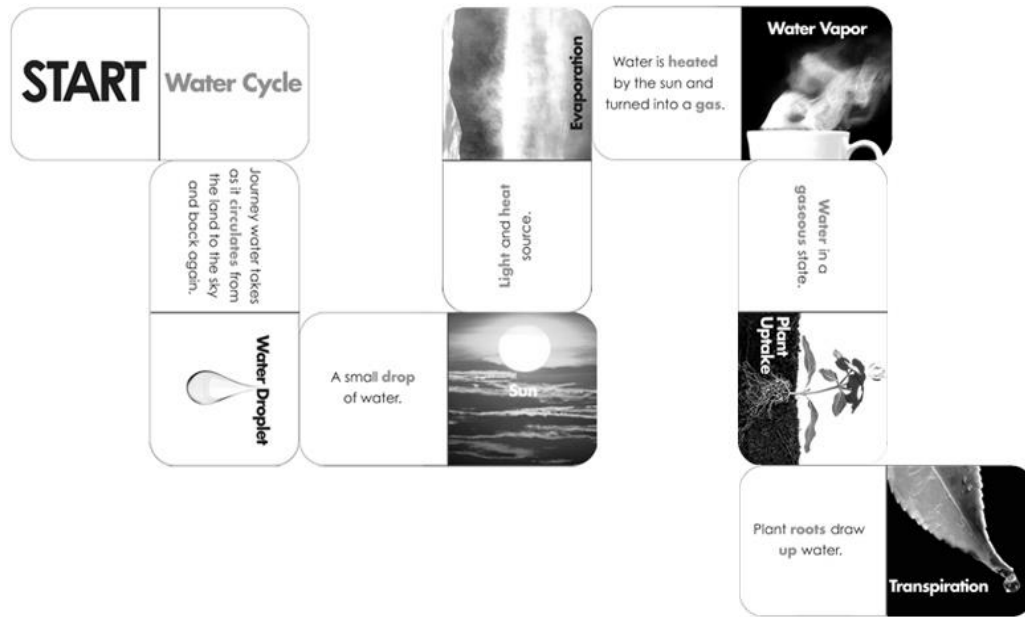 START
Water Cycle
Journey water takes
as it circulates from
the land to the sky
and back again.
Water Droplet
A small drop
of water.
Sun
Light and heat
source.
Evaporation
Water is heated
by the sun and
turned into a gas.
Water Vapor
Water in a
gaseous state.
Plant
Uptake
Plant roots draw
up water.
Transpiration